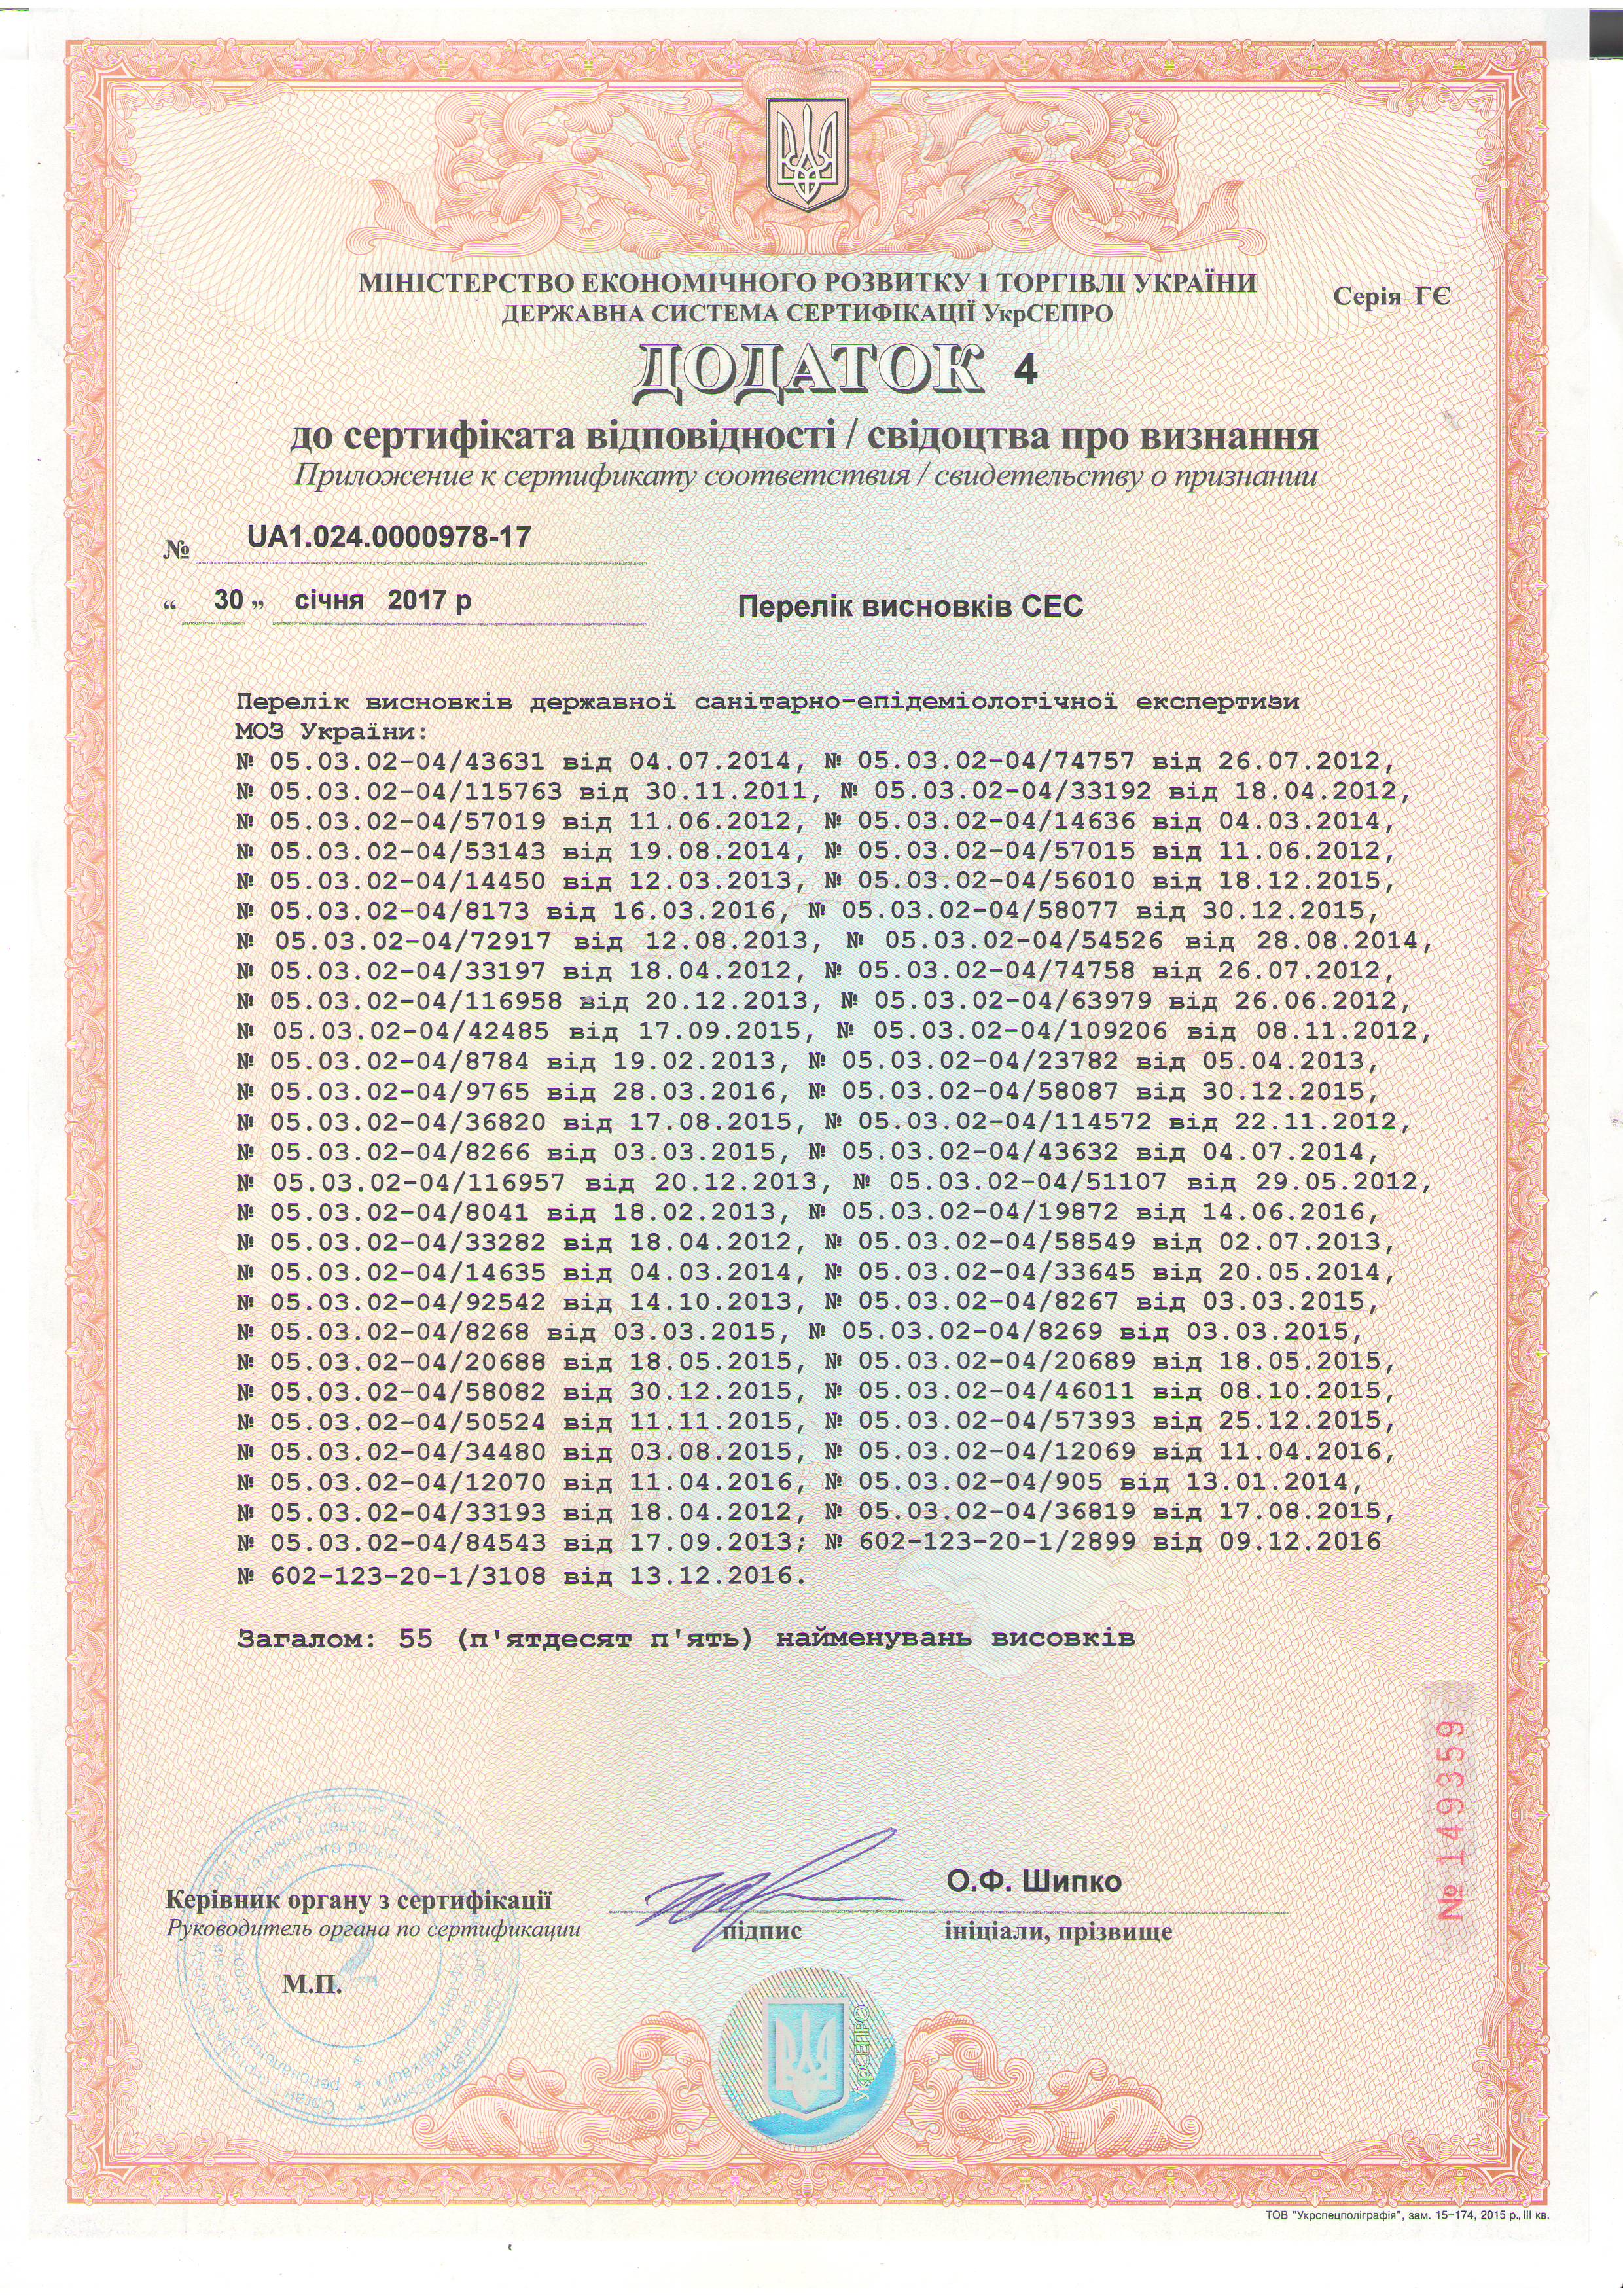 МІНІСТЕРСТВО ЕКОНОМІЧНОГО РОЗВИТКУ І ТОРГІВЛІ УКРАЇНИ
ДЕРЖАВНА СИСТЕМА СЕРТИФІКАЦІЇ УкрСЕПРО
Серія ГЄ
ДОДАТОК 4
до сертифіката відповідності / свідоцтва про визнання
Приложение к сертификату соответствия / свидетельству о признании
№ UA1.024.0000978-17
“ 30 ” січня 2017 р
Перелік висновків СЕС
Перелік висновків державної санітарно-епідеміологічної експертизи
МОЗ України:
№ 05.03.02-04/43631 від 04.07.2014, № 05.03.02-04/74757 від 26.07.2012,
№ 05.03.02-04/115763 від 30.11.2011, № 05.03.02-04/33192 від 18.04.2012,
№ 05.03.02-04/57019 від 11.06.2012, № 05.03.02-04/14636 від 04.03.2014,
№ 05.03.02-04/53143 від 19.08.2014, № 05.03.02-04/57015 від 11.06.2012,
№ 05.03.02-04/14450 від 12.03.2013, № 05.03.02-04/56010 від 18.12.2015,
№ 05.03.02-04/8173 від 16.03.2016, № 05.03.02-04/58077 від 30.12.2015,
№ 05.03.02-04/72917 від 12.08.2013, № 05.03.02-04/54526 від 28.08.2014,
№ 05.03.02-04/33197 від 18.04.2012, № 05.03.02-04/74758 від 26.07.2012,
№ 05.03.02-04/116958 від 20.12.2013, № 05.03.02-04/63979 від 26.06.2012,
№ 05.03.02-04/42485 від 17.09.2015, № 05.03.02-04/109206 від 08.11.2012,
№ 05.03.02-04/8784 від 19.02.2013, № 05.03.02-04/23782 від 05.04.2013,
№ 05.03.02-04/9765 від 28.03.2016, № 05.03.02-04/58087 від 30.12.2015,
№ 05.03.02-04/36820 від 17.08.2015, № 05.03.02-04/114572 від 22.11.2012,
№ 05.03.02-04/8266 від 03.03.2015, № 05.03.02-04/43632 від 04.07.2014,
№ 05.03.02-04/116957 від 20.12.2013, № 05.03.02-04/51107 від 29.05.2012,
№ 05.03.02-04/8041 від 18.02.2013, № 05.03.02-04/19872 від 14.06.2016,
№ 05.03.02-04/33282 від 18.04.2012, № 05.03.02-04/58549 від 02.07.2013,
№ 05.03.02-04/14635 від 04.03.2014, № 05.03.02-04/33645 від 20.05.2014,
№ 05.03.02-04/92542 від 14.10.2013, № 05.03.02-04/8267 від 03.03.2015,
№ 05.03.02-04/8268 від 03.03.2015, № 05.03.02-04/8269 від 03.03.2015,
№ 05.03.02-04/20688 від 18.05.2015, № 05.03.02-04/20689 від 18.05.2015,
№ 05.03.02-04/58082 від 30.12.2015, № 05.03.02-04/46011 від 08.10.2015,
№ 05.03.02-04/50524 від 11.11.2015, № 05.03.02-04/57393 від 25.12.2015,
№ 05.03.02-04/34480 від 03.08.2015, № 05.03.02-04/12069 від 11.04.2016,
№ 05.03.02-04/12070 від 11.04.2016, № 05.03.02-04/905 від 13.01.2014,
№ 05.03.02-04/33193 від 18.04.2012, № 05.03.02-04/36819 від 17.08.2015,
№ 05.03.02-04/84543 від 17.09.2013; № 602-123-20-1/2899 від 09.12.2016
№ 602-123-20-1/3108 від 13.12.2016.
Загалом: 55 (п'ятдесят п'ять) найменувань висовків
№ 149359
О.Ф. Шипко
Керівник органу з сертифікації
Руководитель органа по сертификации
підпис
ініціали, прізвище
М.П.
УкрСЕПРО
ТОВ "Укрспецполіграфія", зам. 15-174, 2015 р., III кв.